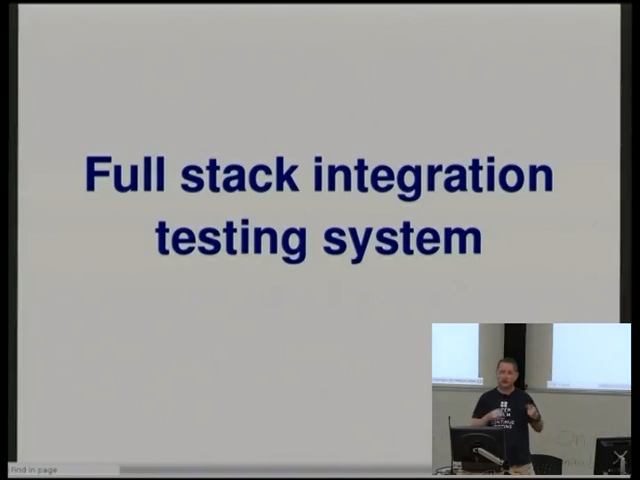 Full stack integration
testing system
Find in page